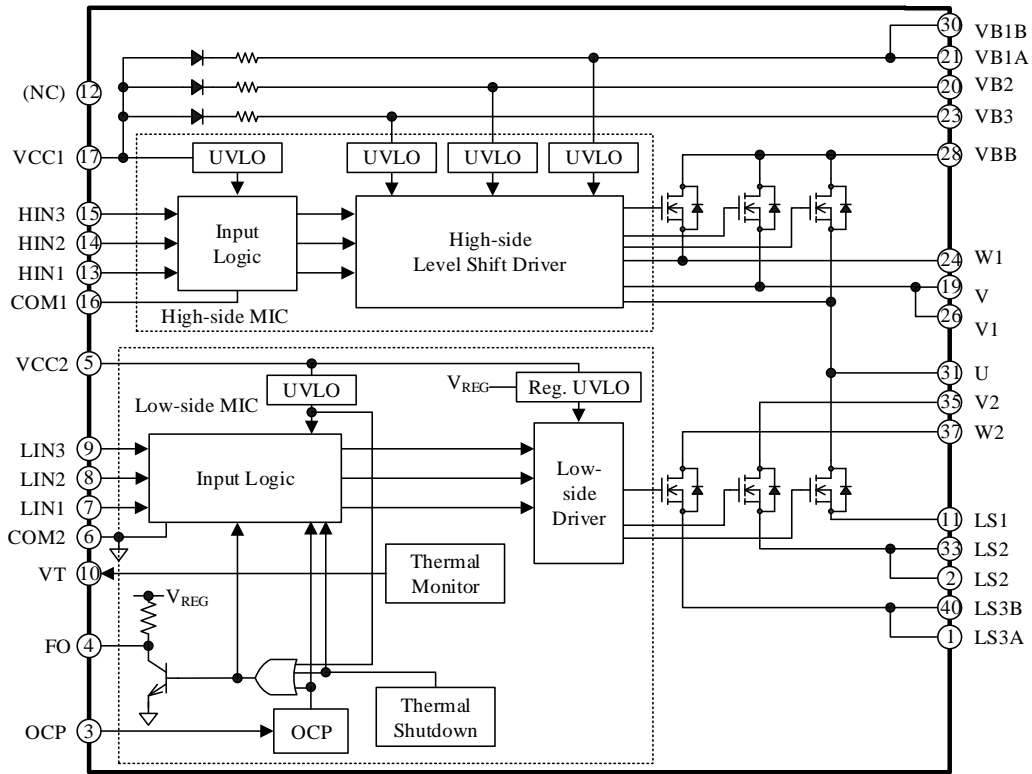 30 VB1B
21 VB1A
(NC) 12
20 VB2
23 VB3
VCC1 17
UVLO UVLO UVLO UVLO
28 VBB
HIN3 15
HIN2 14
HIN1 13
COM1 16
Input
Logic
High-side
Level Shift Driver
High-side MIC
24 W1
19 V
26 V1
VCC2 5
31 U
UVLO
VREG
Reg. UVLO
Low-side MIC
35 V2
37 W2
LIN3 9
LIN2 8
LIN1 7
COM2 6
Input Logic
Low-
side
Driver
11 LS1
33 LS2
2 LS2
VT 10
Thermal
Monitor
VREG
40 LS3B
1 LS3A
FO 4
Thermal
Shutdown
OCP 3
OCP